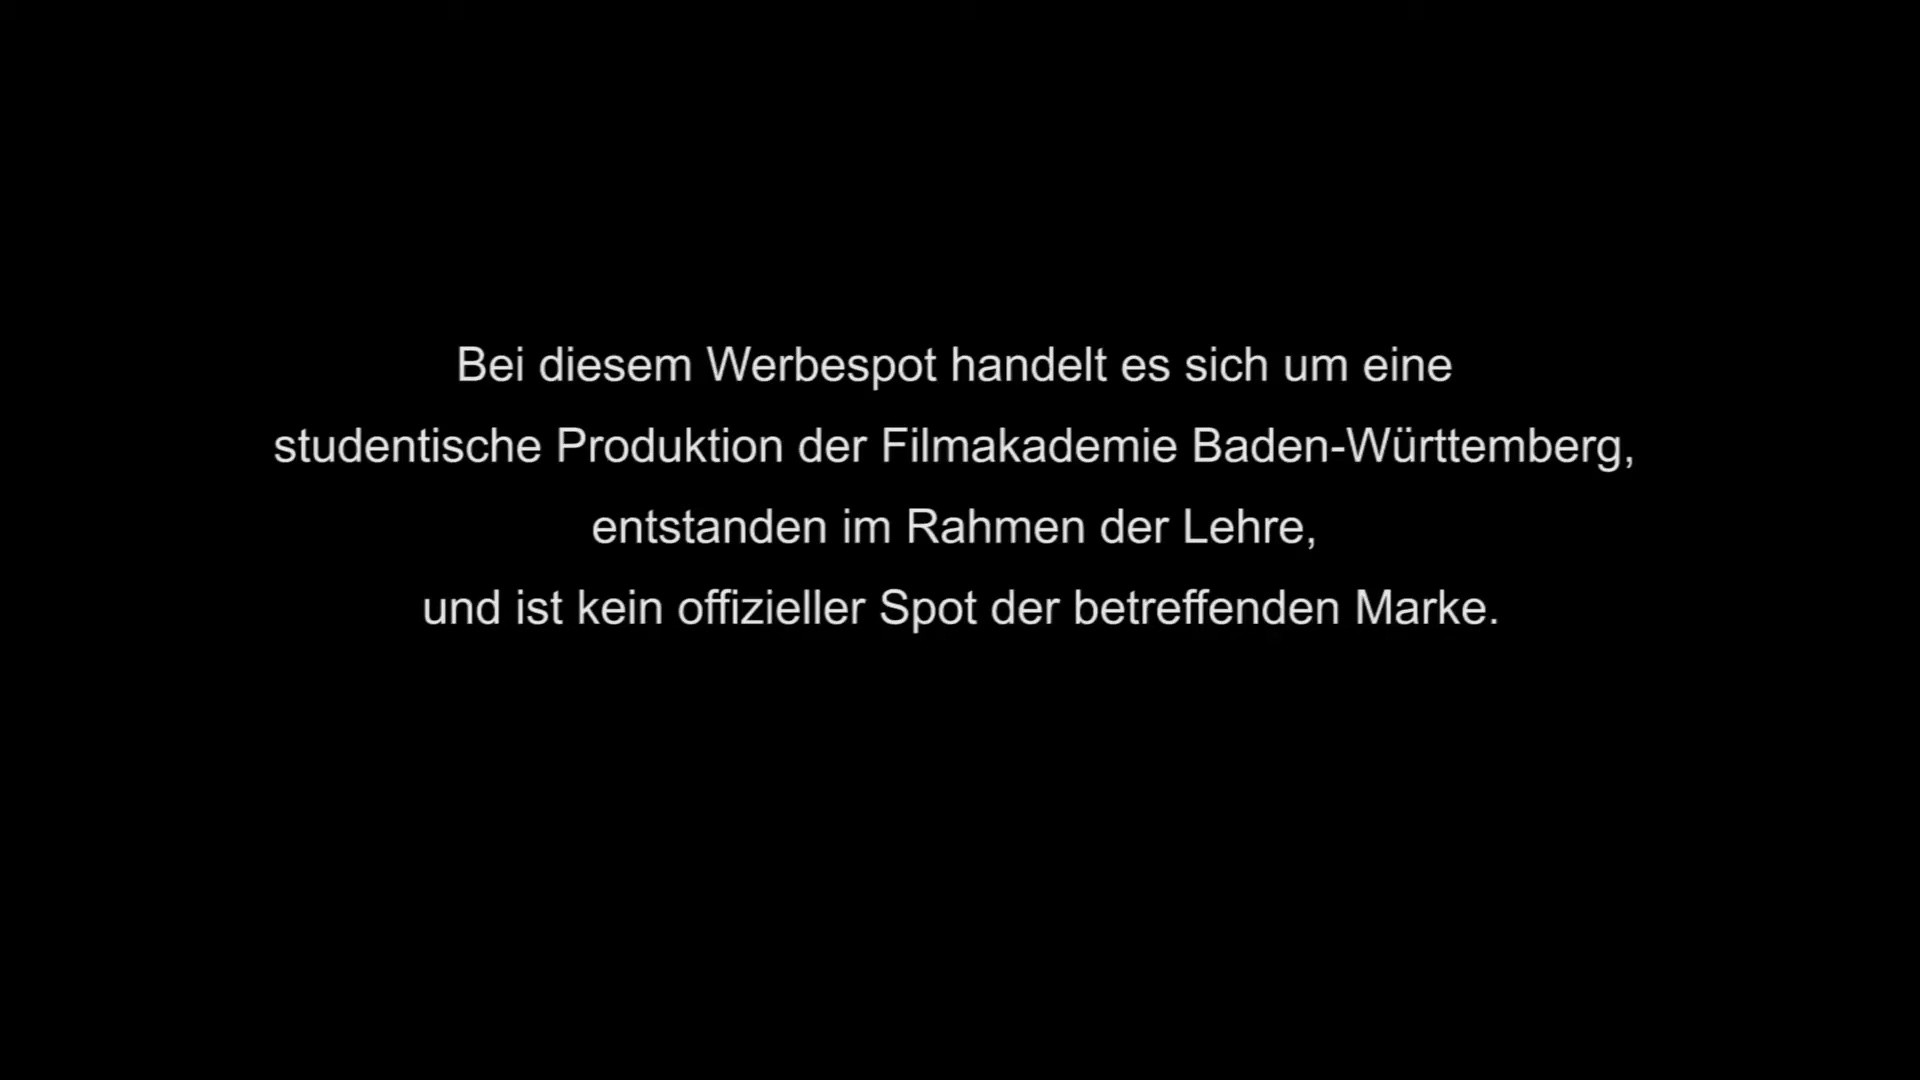 Bei diesem Werbespot handelt es sich um eine
studentische Produktion der Filmakademie Baden-Württemberg,
entstanden im Rahmen der Lehre,
und ist kein offizieller Spot der betreffenden Marke.